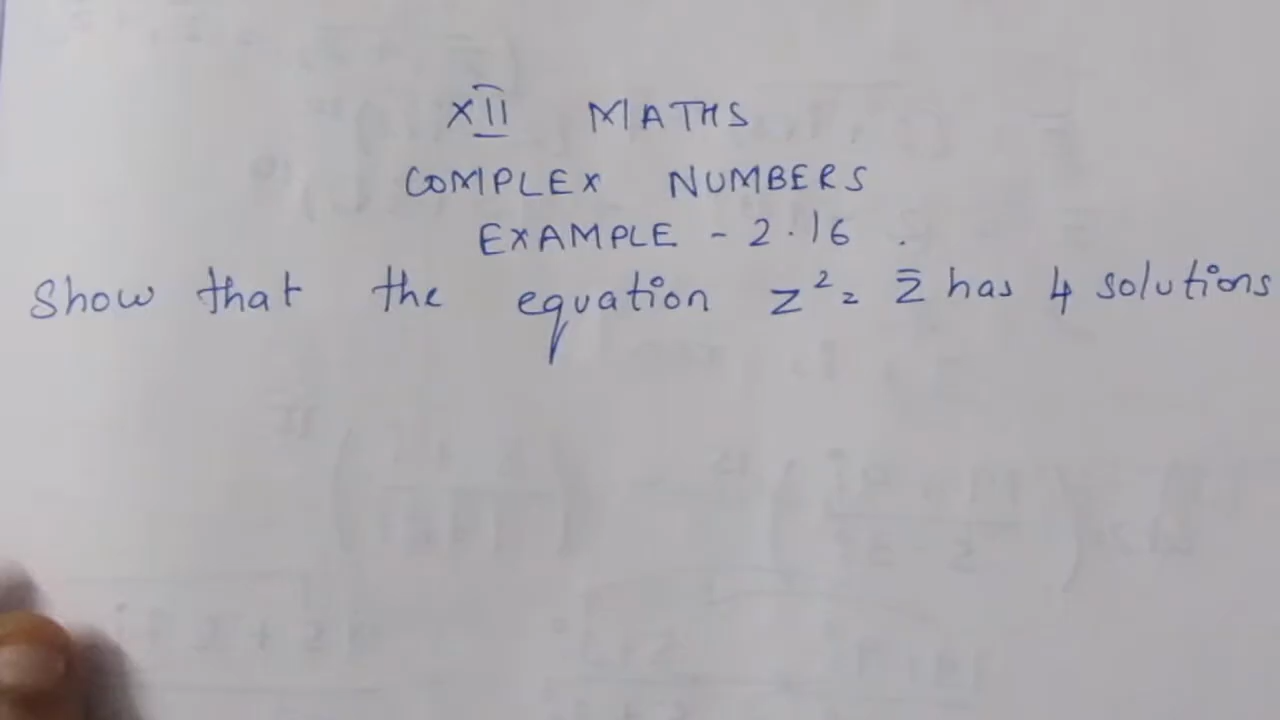 XII MATHS
COMPLEX NUMBERS
EXAMPLE - 2.16 .
Show that the equation z² = z̄ has 4 solutions